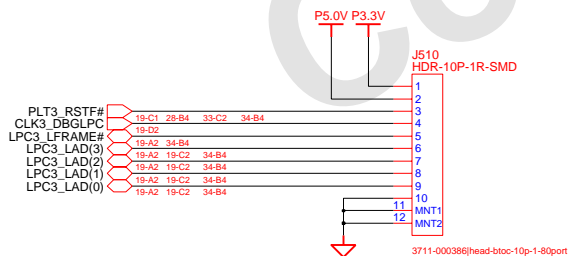 P5.0V P3.3V
J510
HDR-10P-1R-SMD
1
2
PLT3_RSTF# 3
19-C1 28-B4 33-C2 34-B4
CLK3_DBGLPC 4
19-D2
LPC3_LFRAME# 5
19-A2 34-B4
LPC3_LAD(3) 6
19-A2 19-C2 34-B4
LPC3_LAD(2) 7
19-A2 19-C2 34-B4
LPC3_LAD(1) 8
19-A2 19-C2 34-B4
LPC3_LAD(0) 9
19-A2 19-C2 34-B4
10
11 MNT1
12 MNT2
3711-000386|head-btoc-10p-1-80port